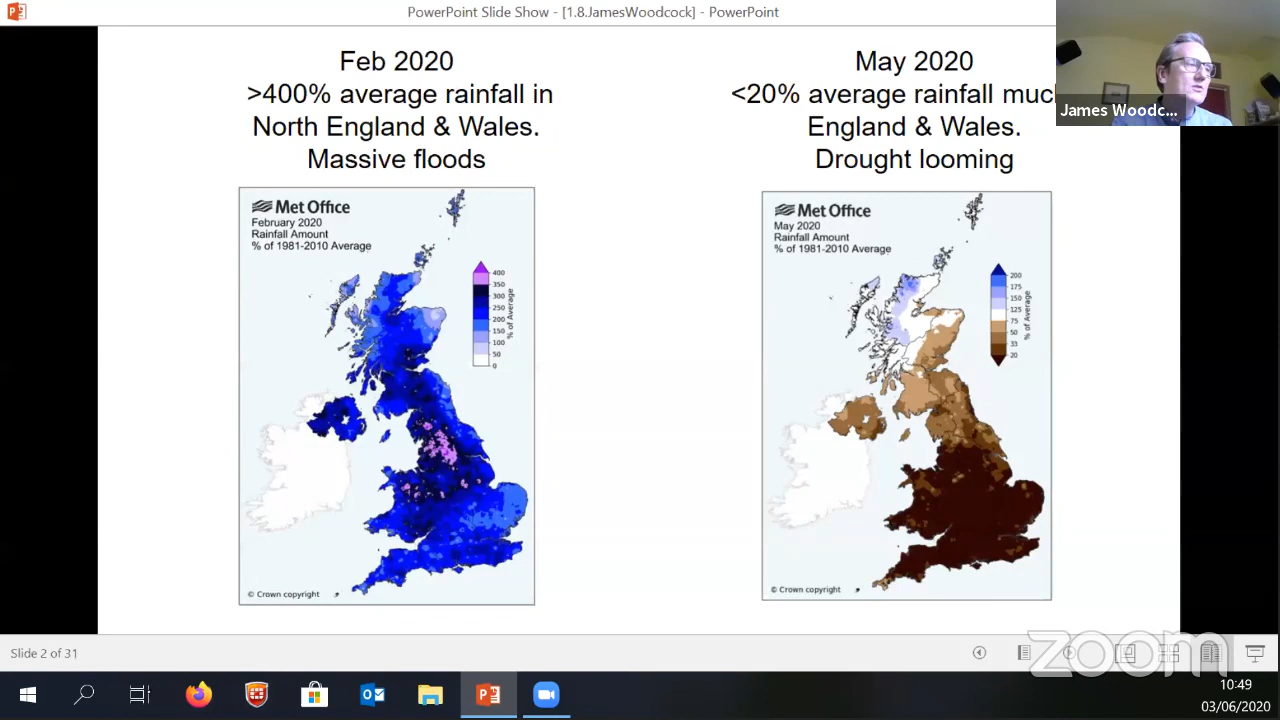 PowerPoint Slide Show - [1.8.JamesWoodcock] - PowerPoint
James Woodc...
Feb 2020
>400% average rainfall in
North England & Wales.
Massive floods
May 2020
<20% average rainfall muc
England & Wales.
Drought looming
Met Office
February 2020
Rainfall Amount
% of 1981-2010 Average
400
350
300
250
200
150
100
50
0
% of Average
© Crown copyright
Met Office
May 2020
Rainfall Amount
% of 1981-2010 Average
200
175
150
125
75
50
33
20
% of Average
© Crown copyright
zoom
Slide 2 of 31
10:49
03/06/2020